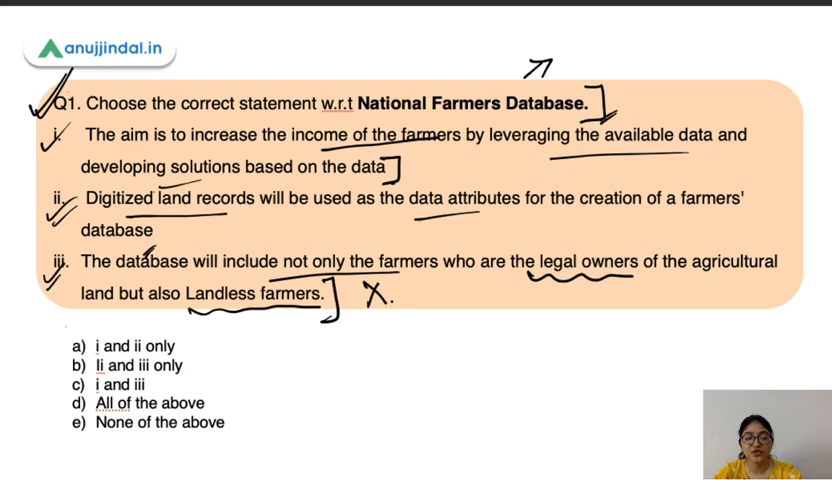 anujjindal.in
Q1. Choose the correct statement w.r.t National Farmers Database.
i. The aim is to increase the income of the farmers by leveraging the available data and
developing solutions based on the data
ii. Digitized land records will be used as the data attributes for the creation of a farmers'
database
iii. The database will include not only the farmers who are the legal owners of the agricultural
land but also Landless farmers.
a) i and ii only
b) Ii and iii only
c) i and iii
d) All of the above
e) None of the above